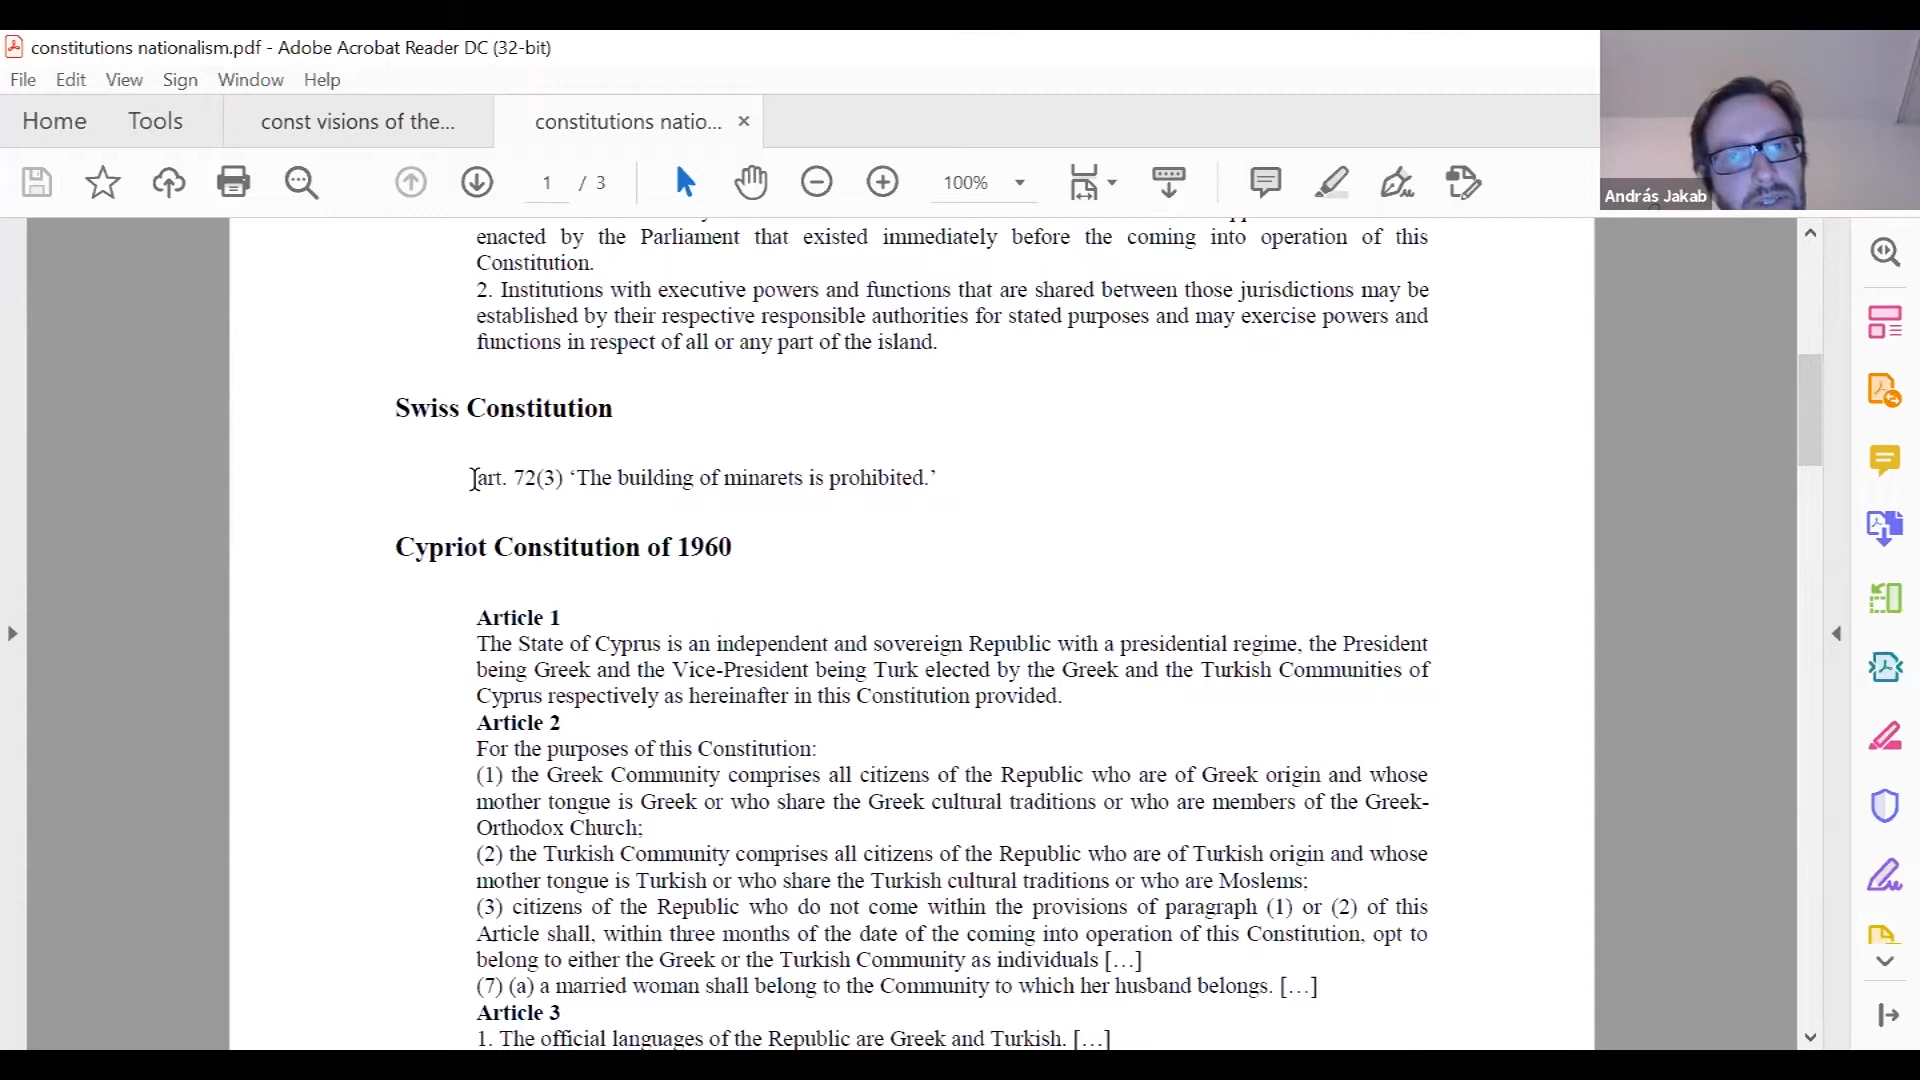 constitutions nationalism.pdf - Adobe Acrobat Reader DC (32-bit)
File Edit View Sign Window Help
Home Tools const visions of the... constitutions natio... ×
1 / 3 100%
András Jakab
enacted by the Parliament that existed immediately before the coming into operation of this
Constitution.
2. Institutions with executive powers and functions that are shared between those jurisdictions may be
established by their respective responsible authorities for stated purposes and may exercise powers and
functions in respect of all or any part of the island.
Swiss Constitution
art. 72(3) ‘The building of minarets is prohibited.’
Cypriot Constitution of 1960
Article 1
The State of Cyprus is an independent and sovereign Republic with a presidential regime, the President
being Greek and the Vice-President being Turk elected by the Greek and the Turkish Communities of
Cyprus respectively as hereinafter in this Constitution provided.
Article 2
For the purposes of this Constitution:
(1) the Greek Community comprises all citizens of the Republic who are of Greek origin and whose
mother tongue is Greek or who share the Greek cultural traditions or who are members of the Greek-
Orthodox Church;
(2) the Turkish Community comprises all citizens of the Republic who are of Turkish origin and whose
mother tongue is Turkish or who share the Turkish cultural traditions or who are Moslems;
(3) citizens of the Republic who do not come within the provisions of paragraph (1) or (2) of this
Article shall, within three months of the date of the coming into operation of this Constitution, opt to
belong to either the Greek or the Turkish Community as individuals […]
(7) (a) a married woman shall belong to the Community to which her husband belongs. […]
Article 3
1. The official languages of the Republic are Greek and Turkish. […]